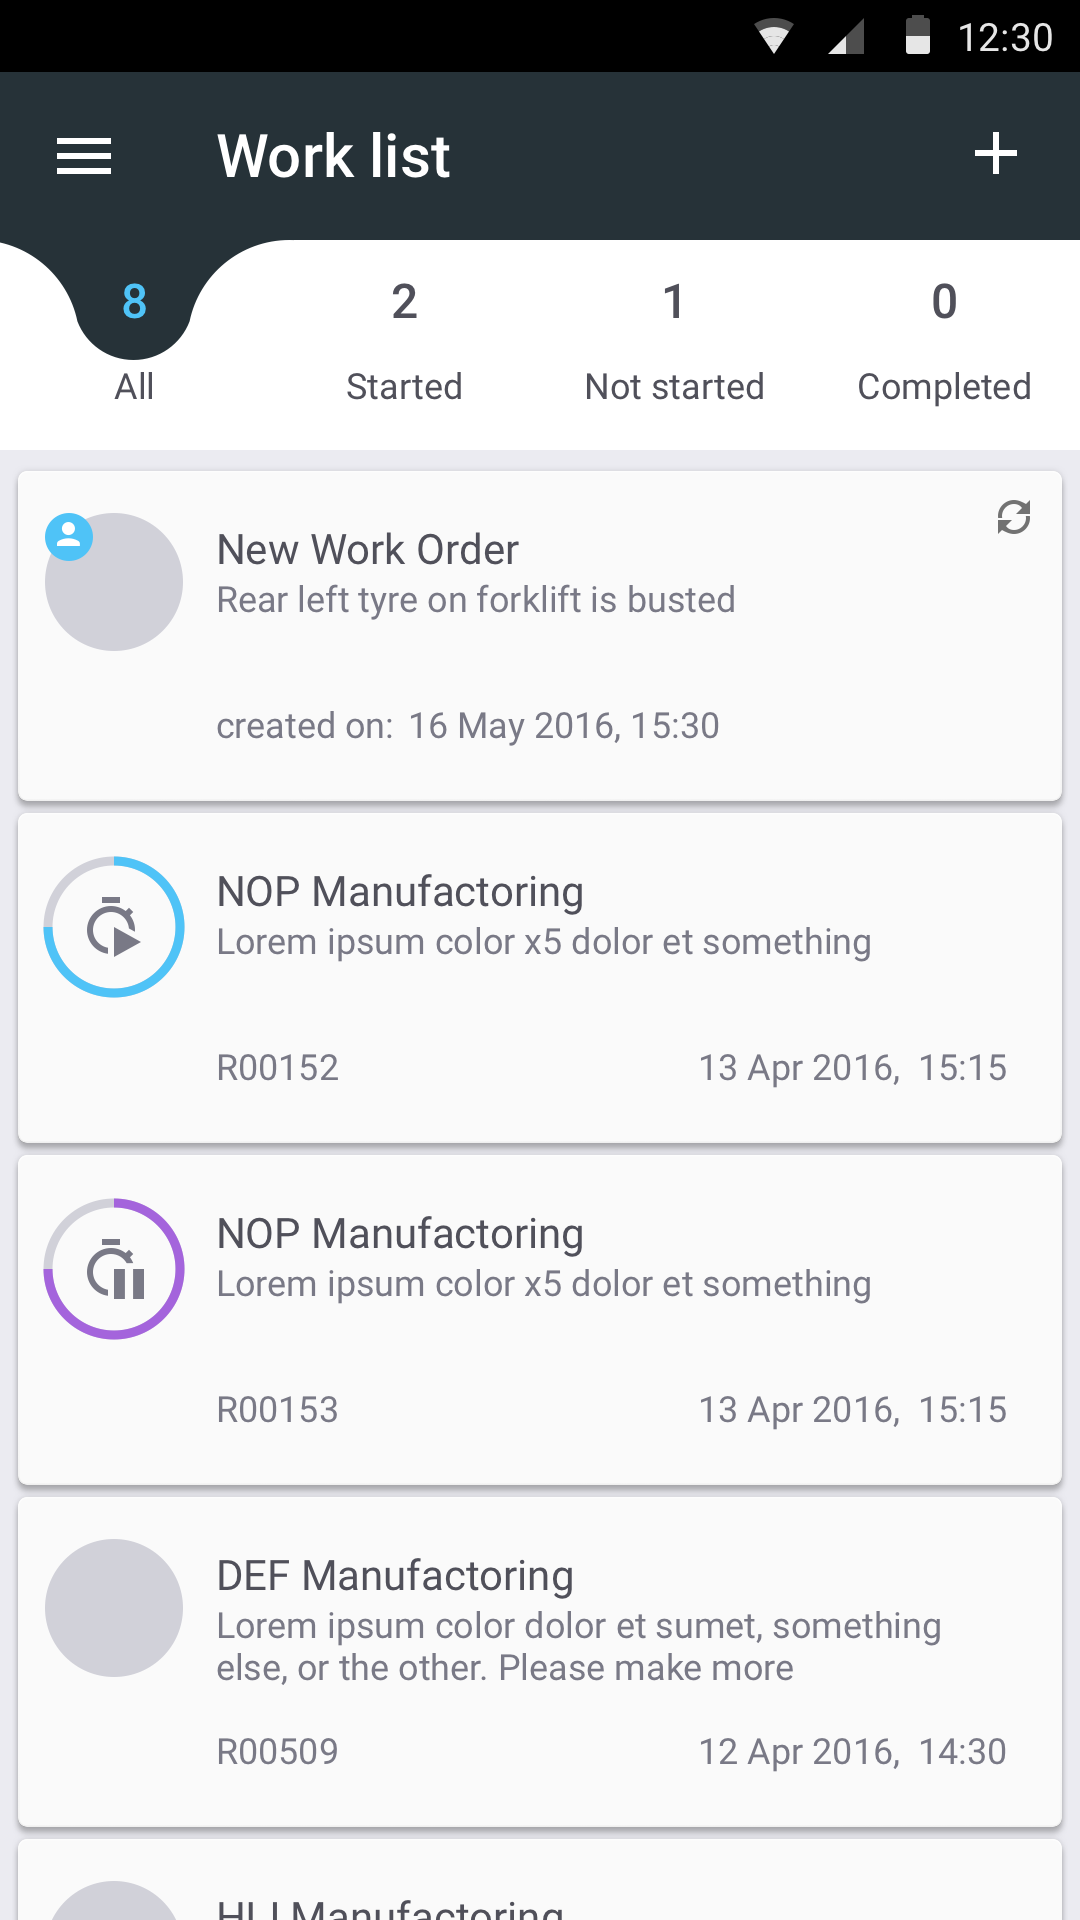 12:30
Work list
8
2
1
0
All
Started
Not started
Completed
New Work Order
Rear left tyre on forklift is busted
created on: 16 May 2016, 15:30
NOP Manufactoring
Lorem ipsum color x5 dolor et something
R00152
13 Apr 2016, 15:15
NOP Manufactoring
Lorem ipsum color x5 dolor et something
R00153
13 Apr 2016, 15:15
DEF Manufactoring
Lorem ipsum color dolor et sumet, something
else, or the other. Please make more
R00509
12 Apr 2016, 14:30
Manufactoring